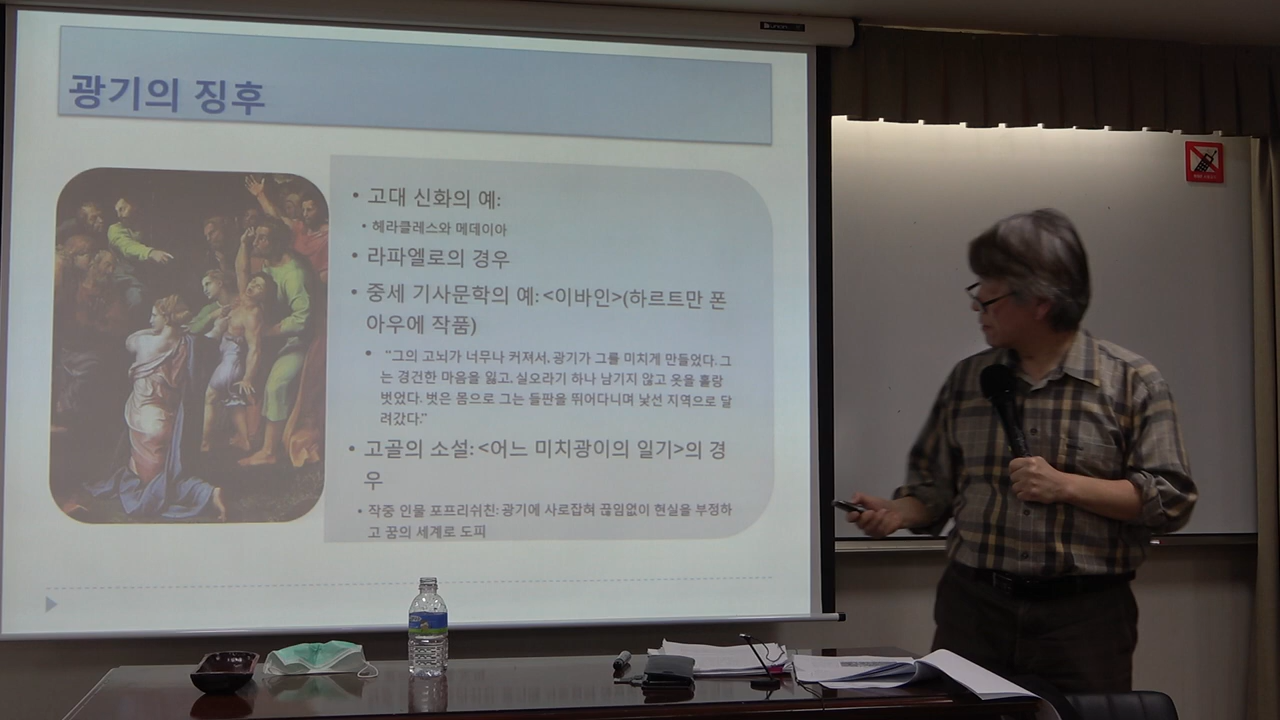 광기의 징후
• 고대 신화의 예:
• 헤라클레스와 메데이아
• 라파엘로의 경우
• 중세 기사문학의 예: <이바인>(하르트만 폰
아우에 작품)
• “그의 고뇌가 너무나 커져서, 광기가 그를 미치게 만들었다. 그
는 경건한 마음을 잃고, 실오라기 하나 남기지 않고 옷을 홀랑
벗었다. 벗은 몸으로 그는 들판을 뛰어다니며 낯선 지역으로 달
려갔다.”
• 고골의 소설: <어느 미치광이의 일기>의 경
우
• 작중 인물 포프리쉬친: 광기에 사로잡혀 끊임없이 현실을 부정하
고 꿈의 세계로 도피